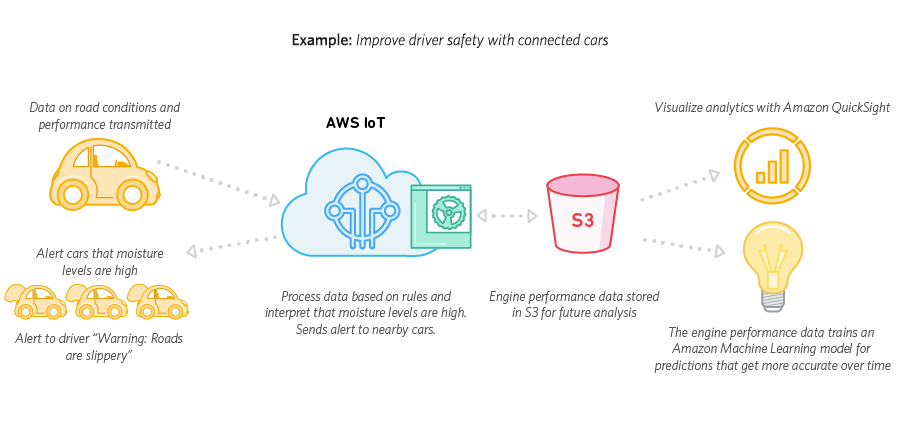 Example: Improve driver safety with connected cars
Data on road conditions and
performance transmitted
AWS IoT
Visualize analytics with Amazon QuickSight
S3
Alert cars that moisture
levels are high
Alert to driver “Warning: Roads
are slippery”
Process data based on rules and
interpret that moisture levels are high.
Sends alert to nearby cars.
Engine performance data stored
in S3 for future analysis
The engine performance data trains an
Amazon Machine Learning model for
predictions that get more accurate over time